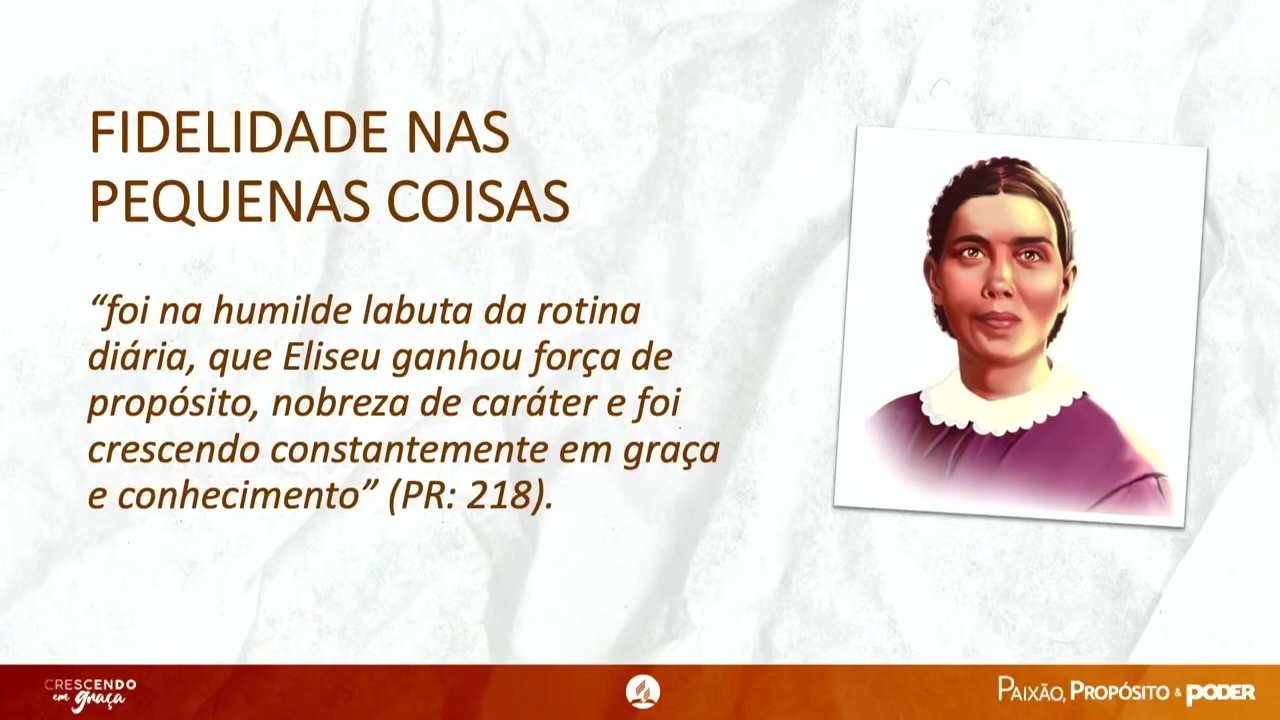 FIDELIDADE NAS
PEQUENAS COISAS
“foi na humilde labuta da rotina
diária, que Eliseu ganhou força de
propósito, nobreza de caráter e foi
crescendo constantemente em graça
e conhecimento” (PR: 218).
CRESCENDO
em graça
PAIXÃO, PROPÓSITO & PODER